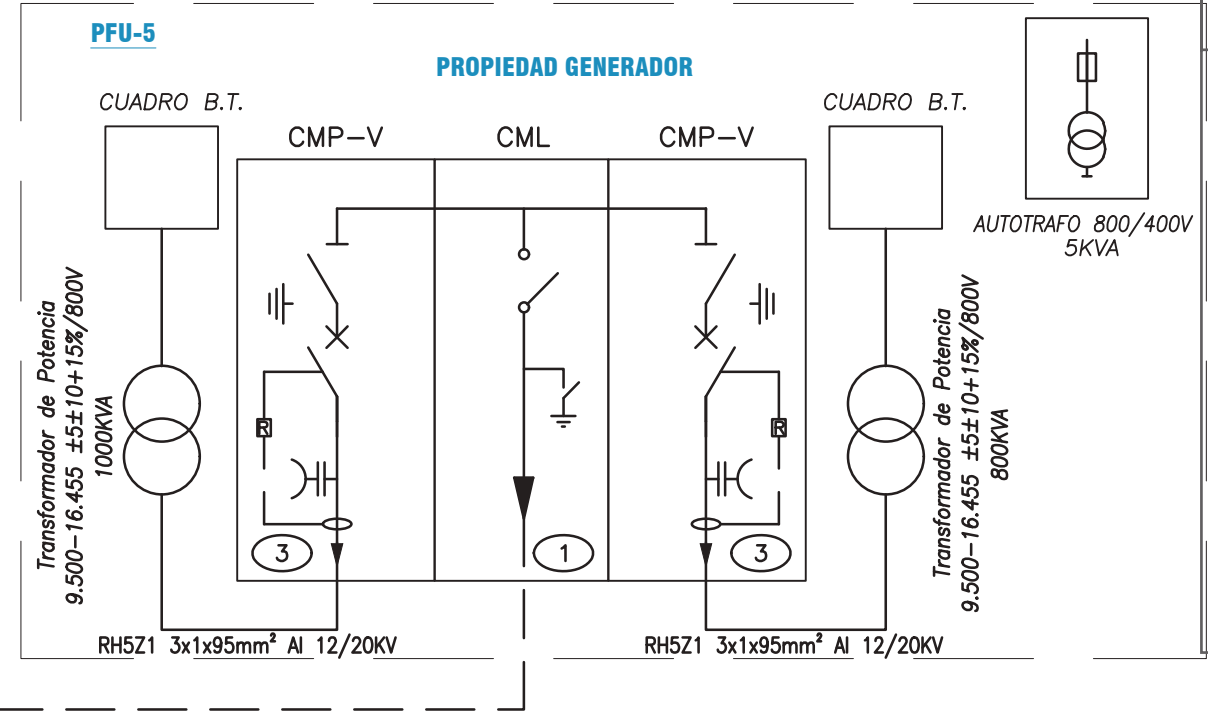 PFU-5
PROPIEDAD GENERADOR
CUADRO B.T.
CUADRO B.T.
CMP-V
CML
CMP-V
AUTOTRAFO 800/400V
5KVA
Transformador de Potencia
9.500-16.455 ±5±10+15%/800V
1000KVA
R
R
Transformador de Potencia
9.500-16.455 ±5±10+15%/800V
800KVA
3
1
3
RH5Z1 3x1x95mm² Al 12/20KV
RH5Z1 3x1x95mm² Al 12/20KV